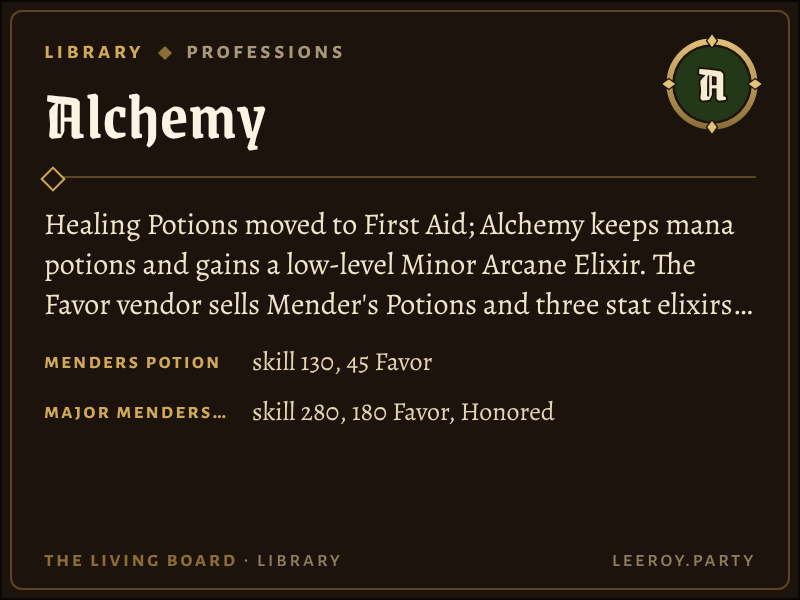 LIBRARY ◆ PROFESSIONS
A
Alchemy
Healing Potions moved to First Aid; Alchemy keeps mana
potions and gains a low-level Minor Arcane Elixir. The
Favor vendor sells Mender's Potions and three stat elixirs…
MENDERS POTION skill 130, 45 Favor
MAJOR MENDERS… skill 280, 180 Favor, Honored
THE LIVING BOARD · LIBRARY LEEROY.PARTY